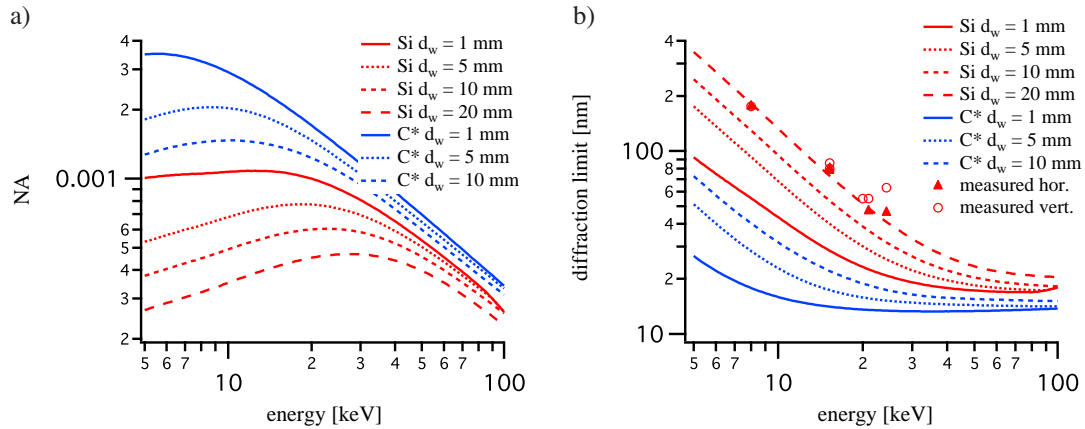 a)
4
3
2
0.001
6
5
4
3
2
NA
5 6 7 10 2 3 4 5 6 7 100
energy [keV]
Si d_w = 1 mm
Si d_w = 5 mm
Si d_w = 10 mm
Si d_w = 20 mm
C* d_w = 1 mm
C* d_w = 5 mm
C* d_w = 10 mm
b)
4
2
100
8
6
4
2
10
diffraction limit [nm]
5 6 7 10 2 3 4 5 6 7 100
energy [keV]
Si d_w = 1 mm
Si d_w = 5 mm
Si d_w = 10 mm
Si d_w = 20 mm
C* d_w = 1 mm
C* d_w = 5 mm
C* d_w = 10 mm
measured hor.
measured vert.